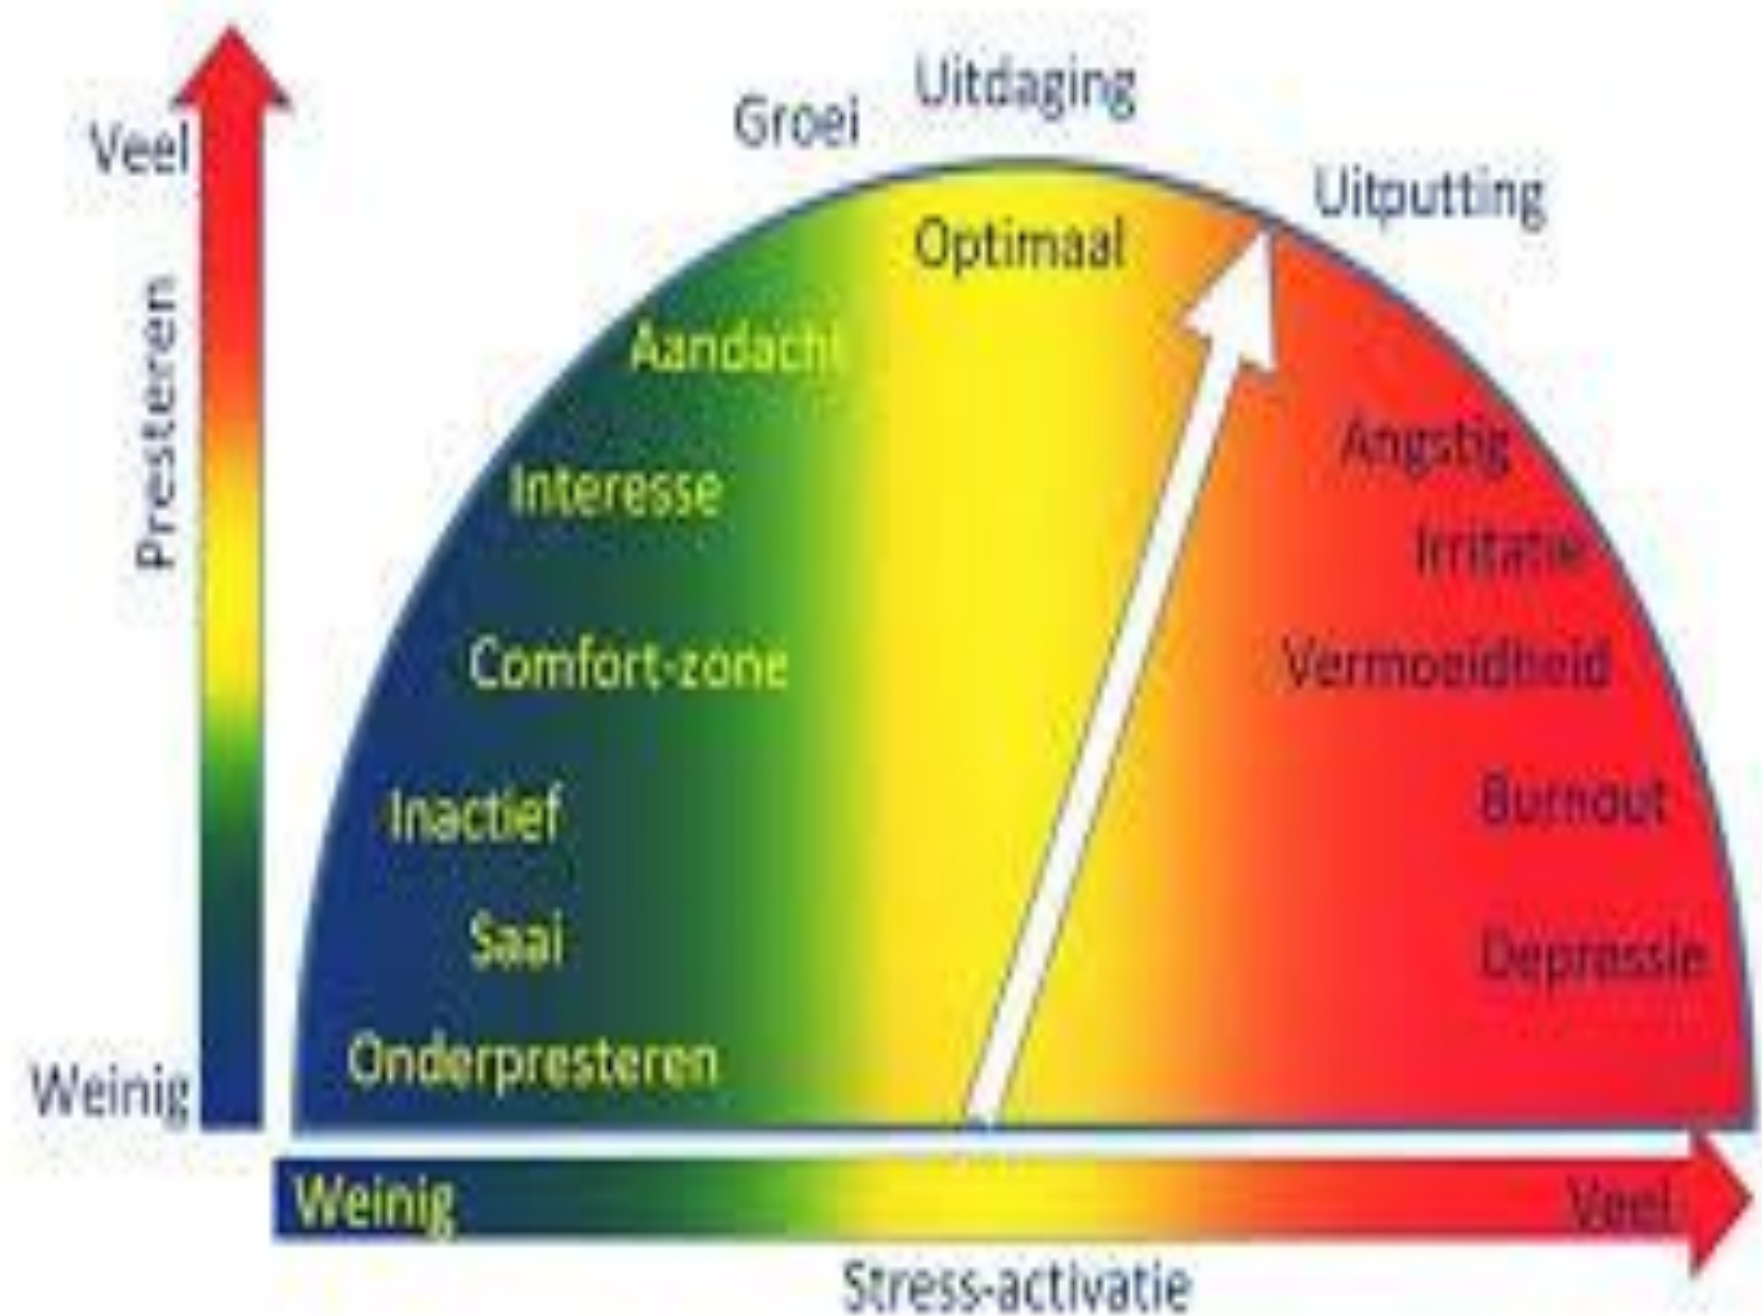 Uitdaging
Groei
Veel
Uitputting
Optimaal
Presteren
Aandacht
Angstig
Interesse
Irritatie
Comfort-zone
Vermoeidheid
Inactief
Burnout
Saai
Depressie
Onderpresteren
Weinig
Weinig
Veel
Stress-activatie